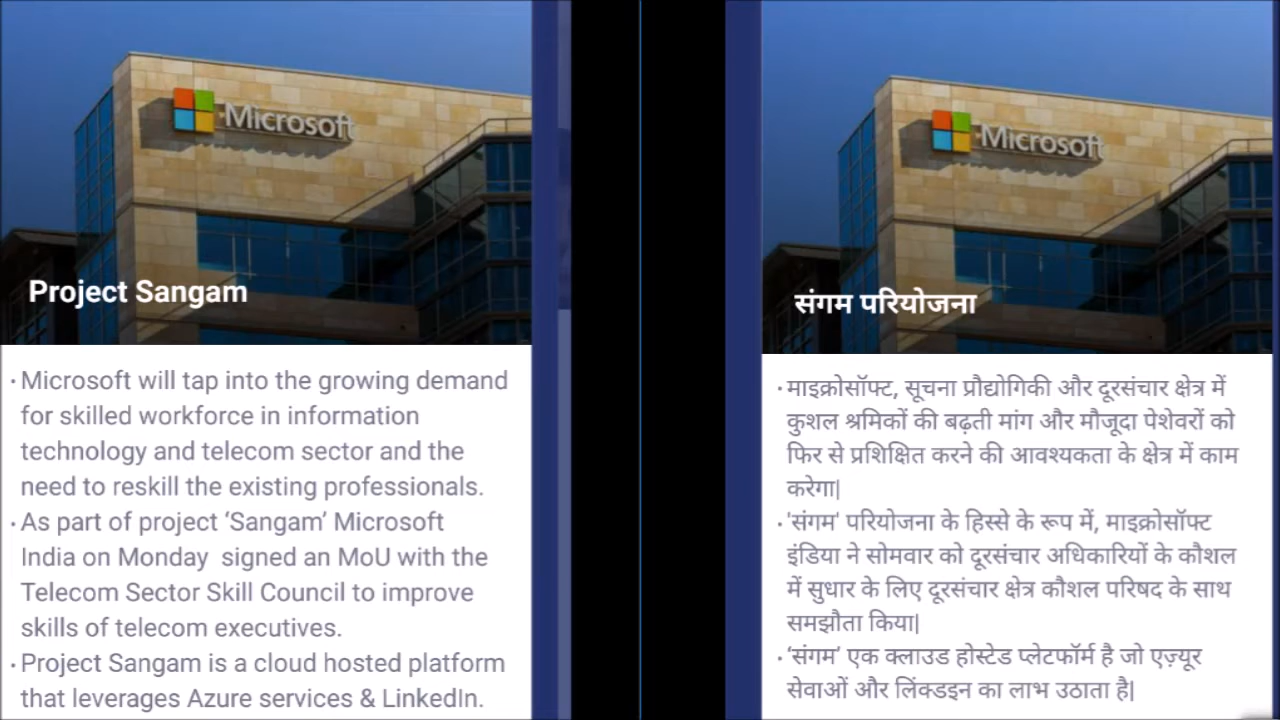 Microsoft
Project Sangam
· Microsoft will tap into the growing demand
for skilled workforce in information
technology and telecom sector and the
need to reskill the existing professionals.
· As part of project ‘Sangam’ Microsoft
India on Monday  signed an MoU with the
Telecom Sector Skill Council to improve
skills of telecom executives.
· Project Sangam is a cloud hosted platform
that leverages Azure services & LinkedIn.
Microsoft
संगम परियोजना
· माइक्रोसॉफ्ट, सूचना प्रौद्योगिकी और दूरसंचार क्षेत्र में
कुशल श्रमिकों की बढ़ती मांग और मौजूदा पेशेवरों को
फिर से प्रशिक्षित करने की आवश्यकता के क्षेत्र में काम
करेगा|
· 'संगम' परियोजना के हिस्से के रूप में, माइक्रोसॉफ्ट
इंडिया ने सोमवार को दूरसंचार अधिकारियों के कौशल
में सुधार के लिए दूरसंचार क्षेत्र कौशल परिषद के साथ
समझौता किया|
· ‘संगम’ एक क्लाउड होस्टेड प्लेटफॉर्म है जो एज़्यूर
सेवाओं और लिंक्डइन का लाभ उठाता है|